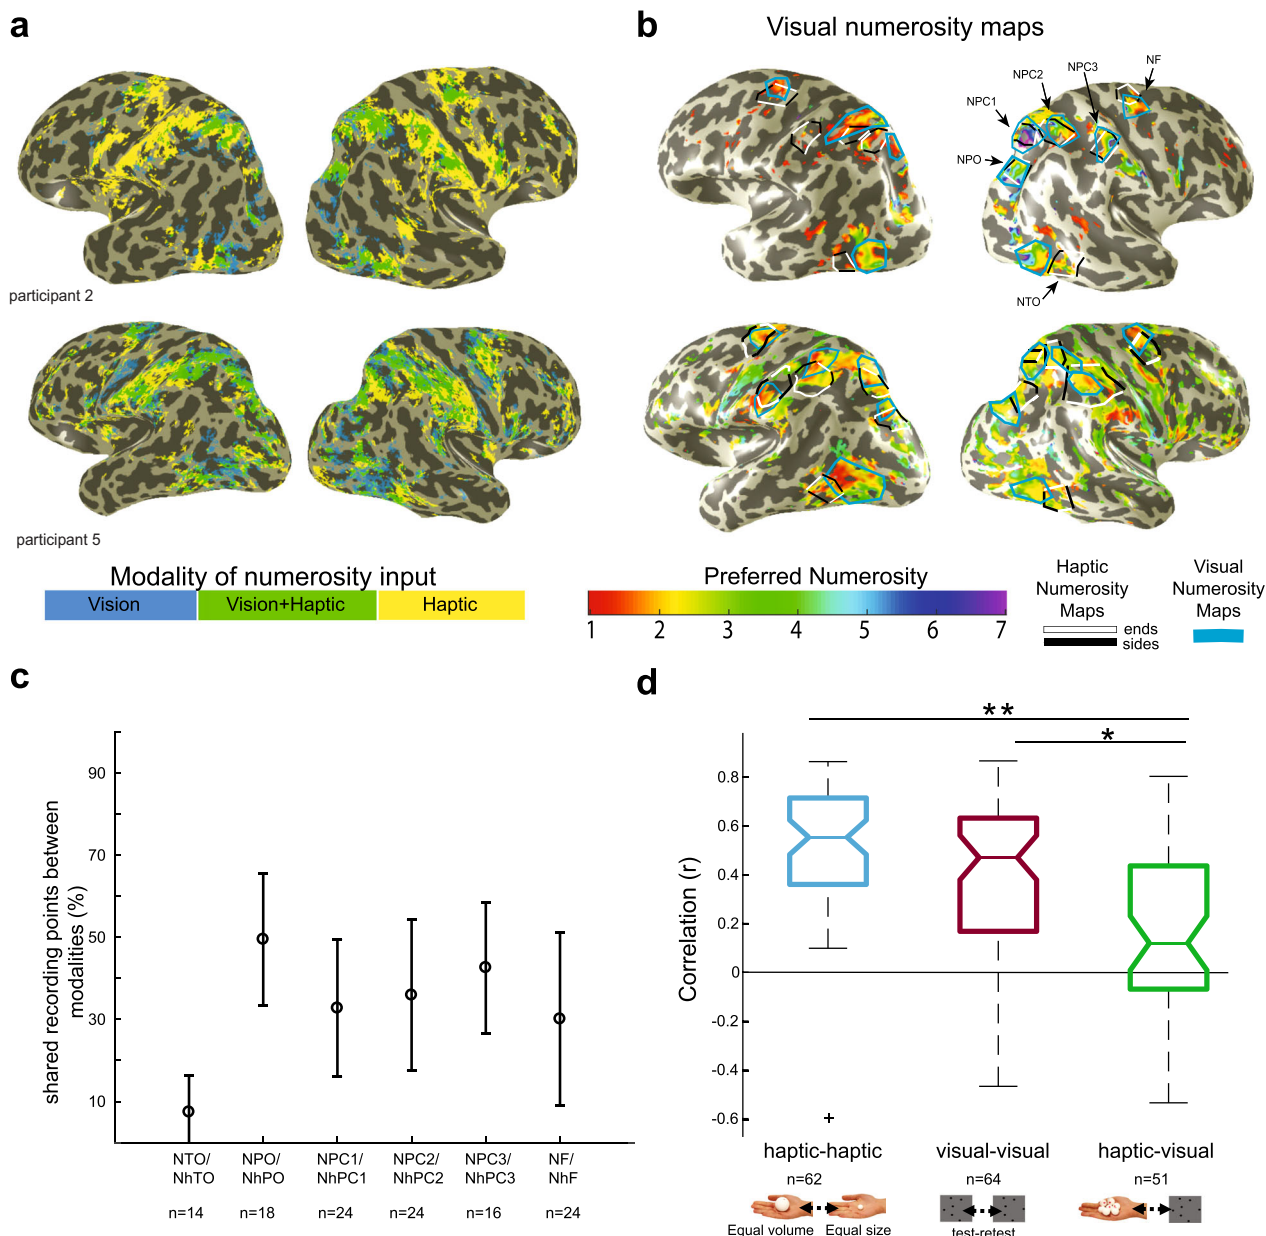 a
b
Visual numerosity maps
NPC1
NPC2
NPC3
NF
NPO
NTO
participant 2
participant 5
Modality of numerosity input
Vision
Vision+Haptic
Haptic
Preferred Numerosity
1 2 3 4 5 6 7
Haptic
Numerosity
Maps
ends
sides
Visual
Numerosity
Maps
c
shared recording points between
modalities (%)
90
70
50
30
10
NTO/ NPO/ NPC1/ NPC2/ NPC3/ NF/
NhTO NhPO NhPC1 NhPC2 NhPC3 NhF
n=14 n=18 n=24 n=24 n=16 n=24
d
**
*
Correlation (r)
0.8
0.6
0.4
0.2
0
-0.2
-0.4
-0.6
haptic-haptic visual-visual haptic-visual
n=62 n=64 n=51
Equal volume Equal size
test-retest